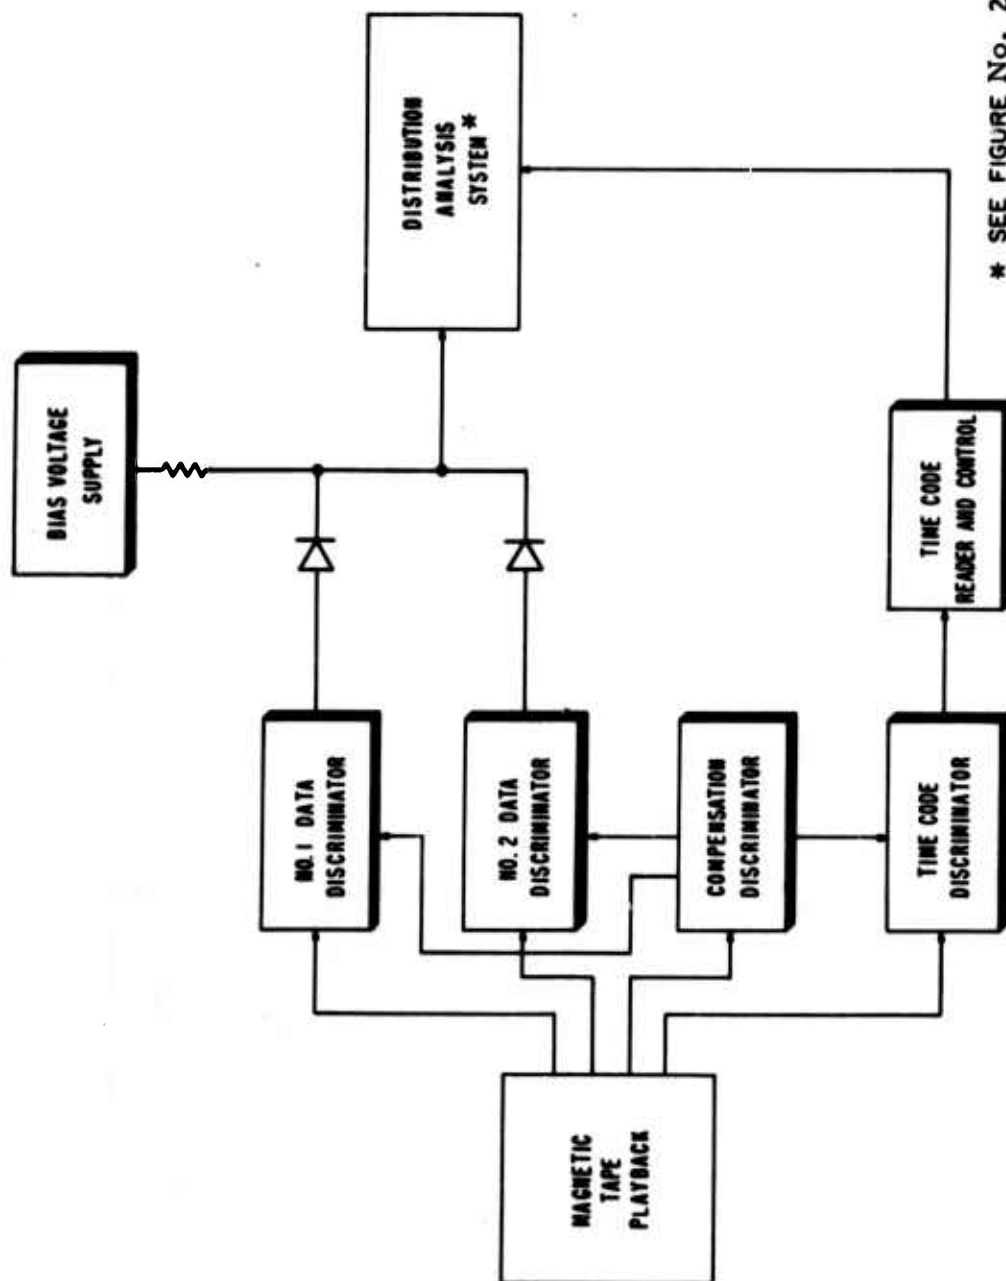 BIAS VOLTAGE
SUPPLY
DISTRIBUTION
ANALYSIS
SYSTEM *
NO. 1 DATA
DISCRIMINATOR
NO. 2 DATA
DISCRIMINATOR
COMPENSATION
DISCRIMINATOR
TIME CODE
DISCRIMINATOR
TIME CODE
READER AND CONTROL
MAGNETIC
TAPE
PLAYBACK
* SEE FIGURE No. 2